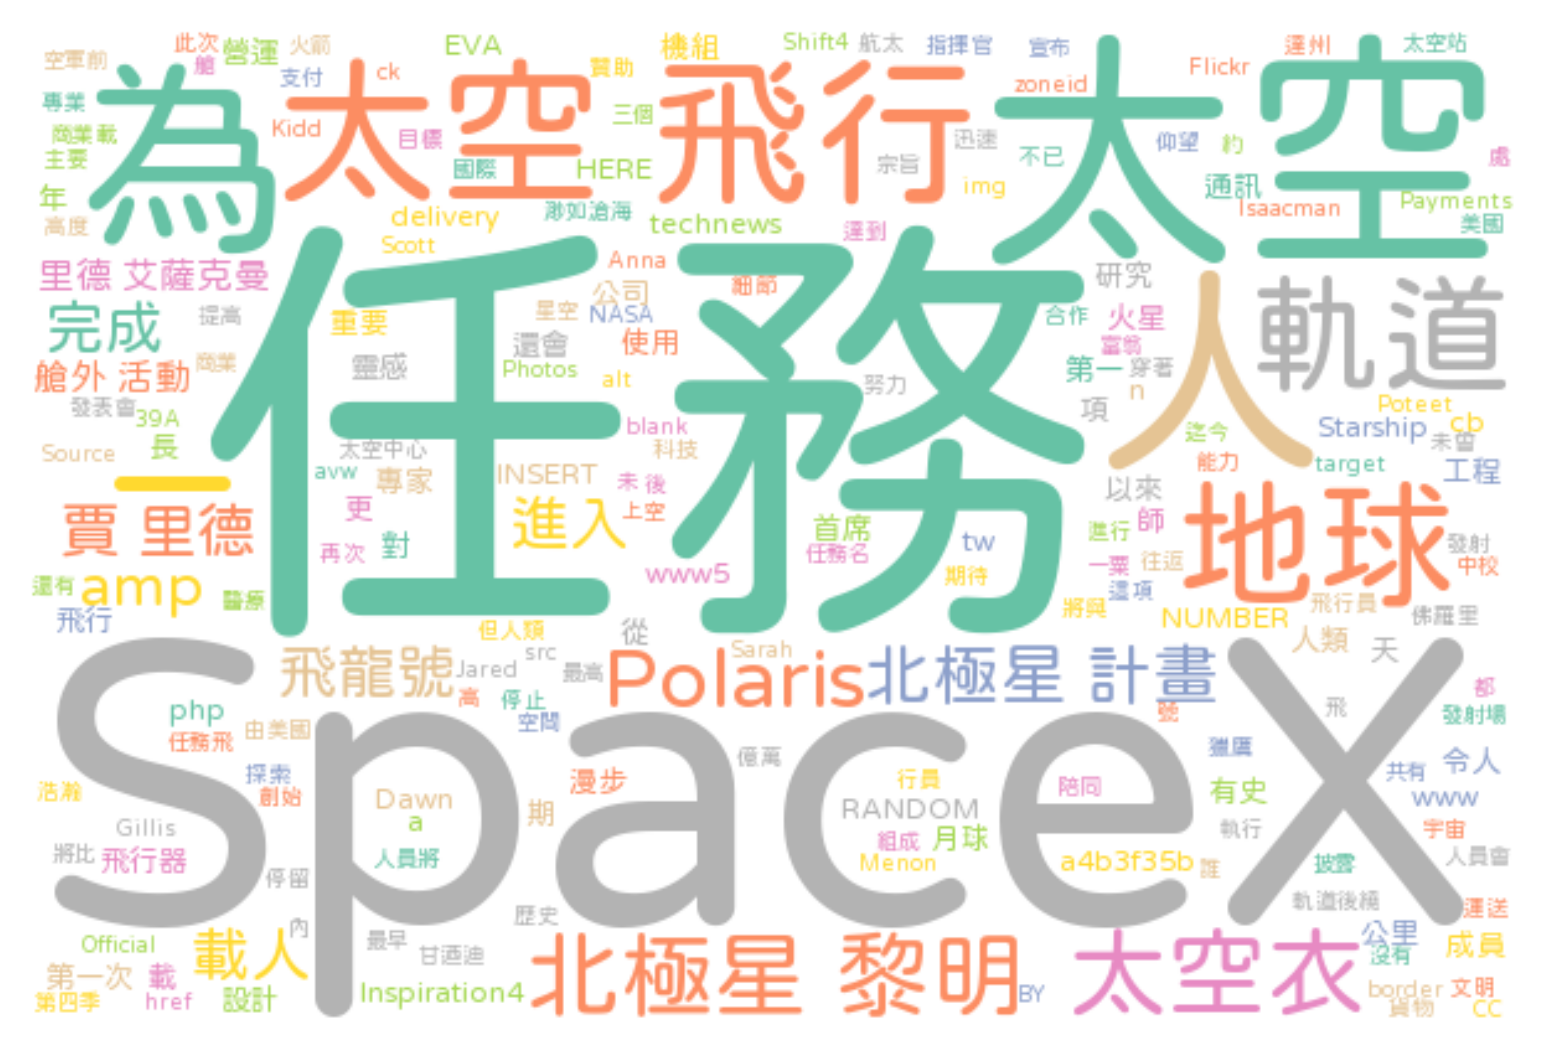 空軍前 此次 營運 火箭 EVA 機組 Shift4 航太 指揮官 宣布 達州 太空站
艙 支付 ck 贊助 zoneid Flickr
專業 為 太空 飛行 太空
商業載 Kidd 目標 三個 迅速 不已 仰望 約 處
主要 國際 HERE 宗旨
年 img 通訊 Isaacman Payments
高度 delivery 渺如滄海 technews 達到 美國
里德 艾薩克曼 Scott Anna 細節 研究
完成 提高 重要 星空 公司 NASA 合作 火星 軌道
任務 人
靈感 還會 使用 富翁
艙外 活動 商業 Photos alt 努力 第一 穿著
發表會 39A n 項 Poteet
長 太空中心 blank 科技 迄今 Starship 未曾 cb
Source avw 專家 INSERT 能力 target 工程
一 更 未 後 以來
賈 里德 進入 上空 首席 師 地球
再次 對 任務名 tw 進行 發射
還有 amp www5 期待 一粟 往返 中校
醫療 將與 這項 飛行員
飛行 但人類 從 NUMBER 人類 佛羅里
飛龍號 Jared src 最高 Polaris Sarah 北極星 計畫 天
高 停止 都
php 空間 號 飛 發射場
SpaceX
任務飛 由美國 億萬 獵鷹
探索 漫步 行員 陪同 共有 令人
浩瀚 創始 Dawn 期 RANDOM 有史 www
Gillis a 組成 月球 執行 宇宙
將比 飛行器 人員將 Menon a4b3f35b 誰 披露 人員會
停留 軌道後繞 運送
內 歷史 公里
Official 載人 最早 甘迺迪 北極星 黎明 太空衣 沒有 成員
第一次 載 border 文明
第四季 href 設計 Inspiration4 BY 貨物 CC